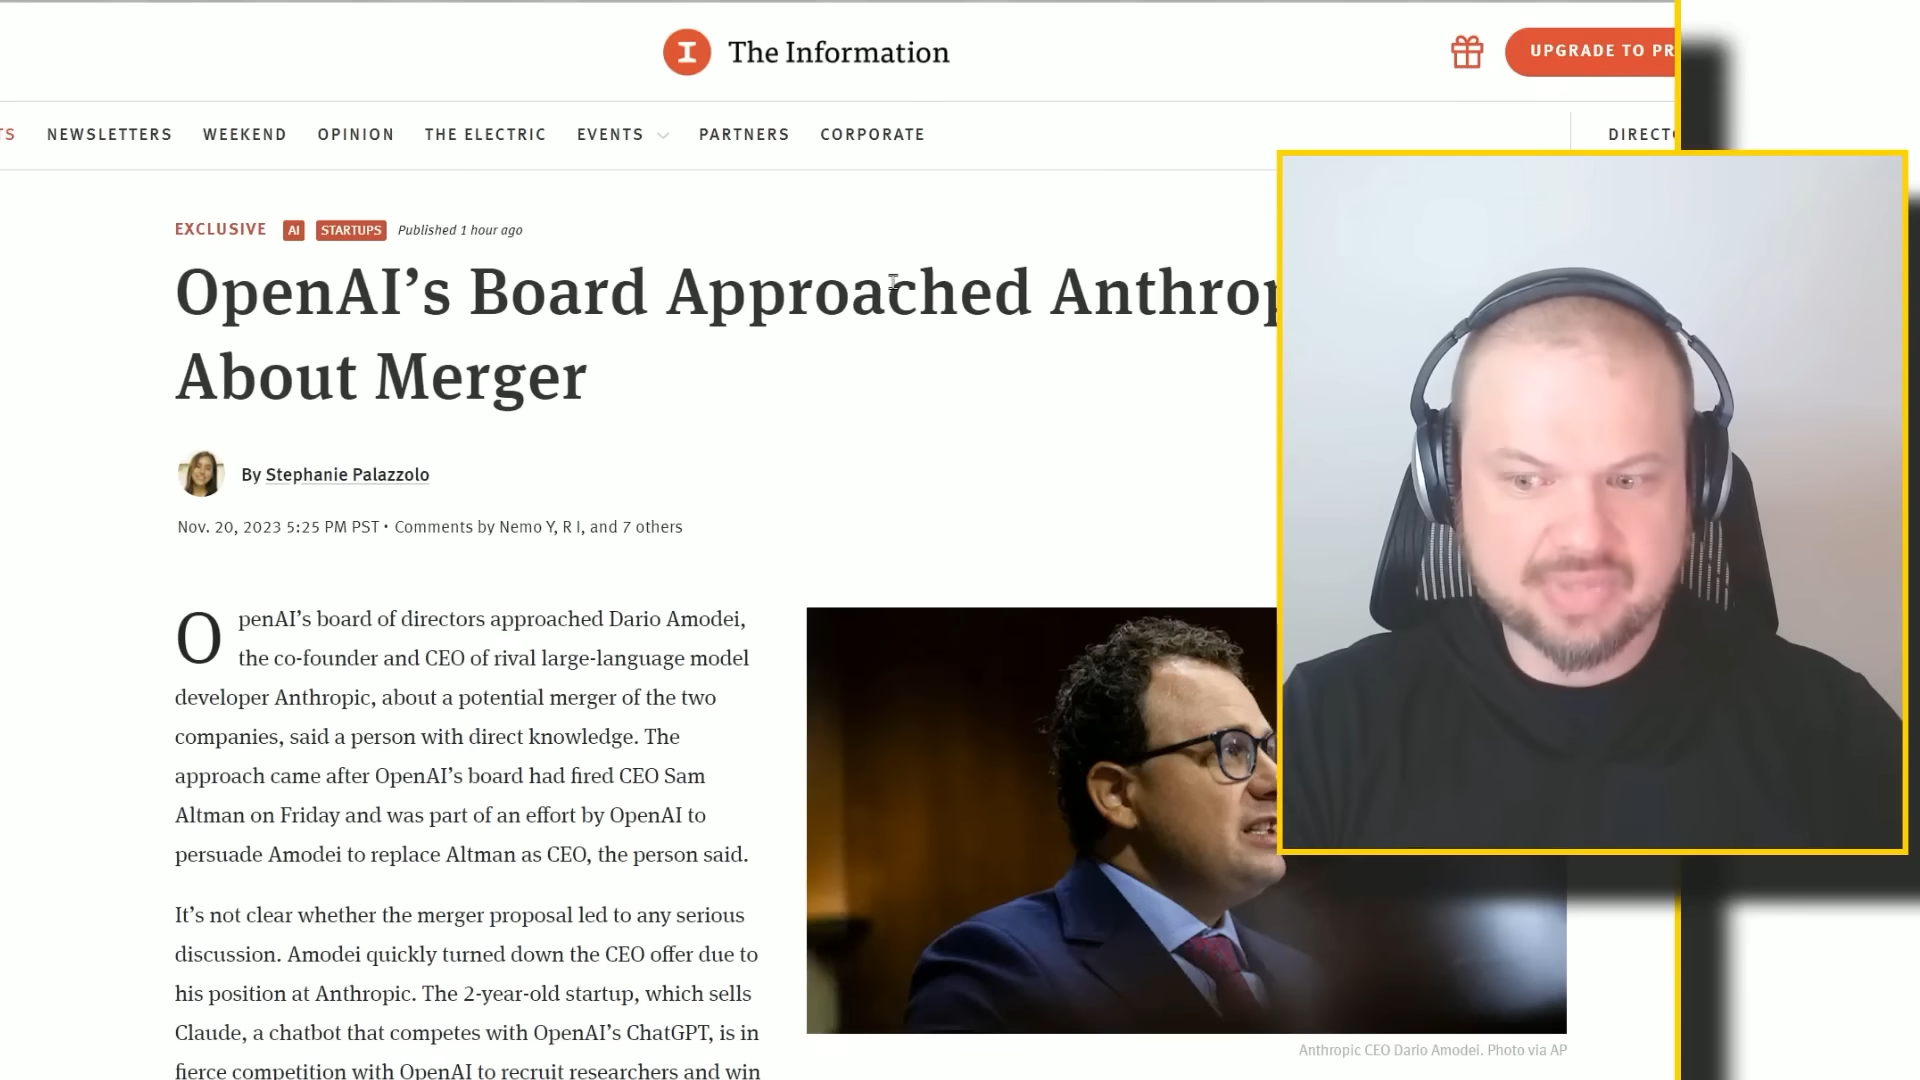 The Information
UPGRADE TO PR
TS NEWSLETTERS WEEKEND OPINION THE ELECTRIC EVENTS PARTNERS CORPORATE DIRECTO
EXCLUSIVE AI STARTUPS Published 1 hour ago
OpenAI’s Board Approached Anthrop
About Merger
By Stephanie Palazzolo
Nov. 20, 2023 5:25 PM PST • Comments by Nemo Y, R I, and 7 others
OpenAI’s board of directors approached Dario Amodei,
the co-founder and CEO of rival large-language model
developer Anthropic, about a potential merger of the two
companies, said a person with direct knowledge. The
approach came after OpenAI’s board had fired CEO Sam
Altman on Friday and was part of an effort by OpenAI to
persuade Amodei to replace Altman as CEO, the person said.
It’s not clear whether the merger proposal led to any serious
discussion. Amodei quickly turned down the CEO offer due to
his position at Anthropic. The 2-year-old startup, which sells
Claude, a chatbot that competes with OpenAI’s ChatGPT, is in
fierce competition with OpenAI to recruit researchers and win
Anthropic CEO Dario Amodei. Photo via AP